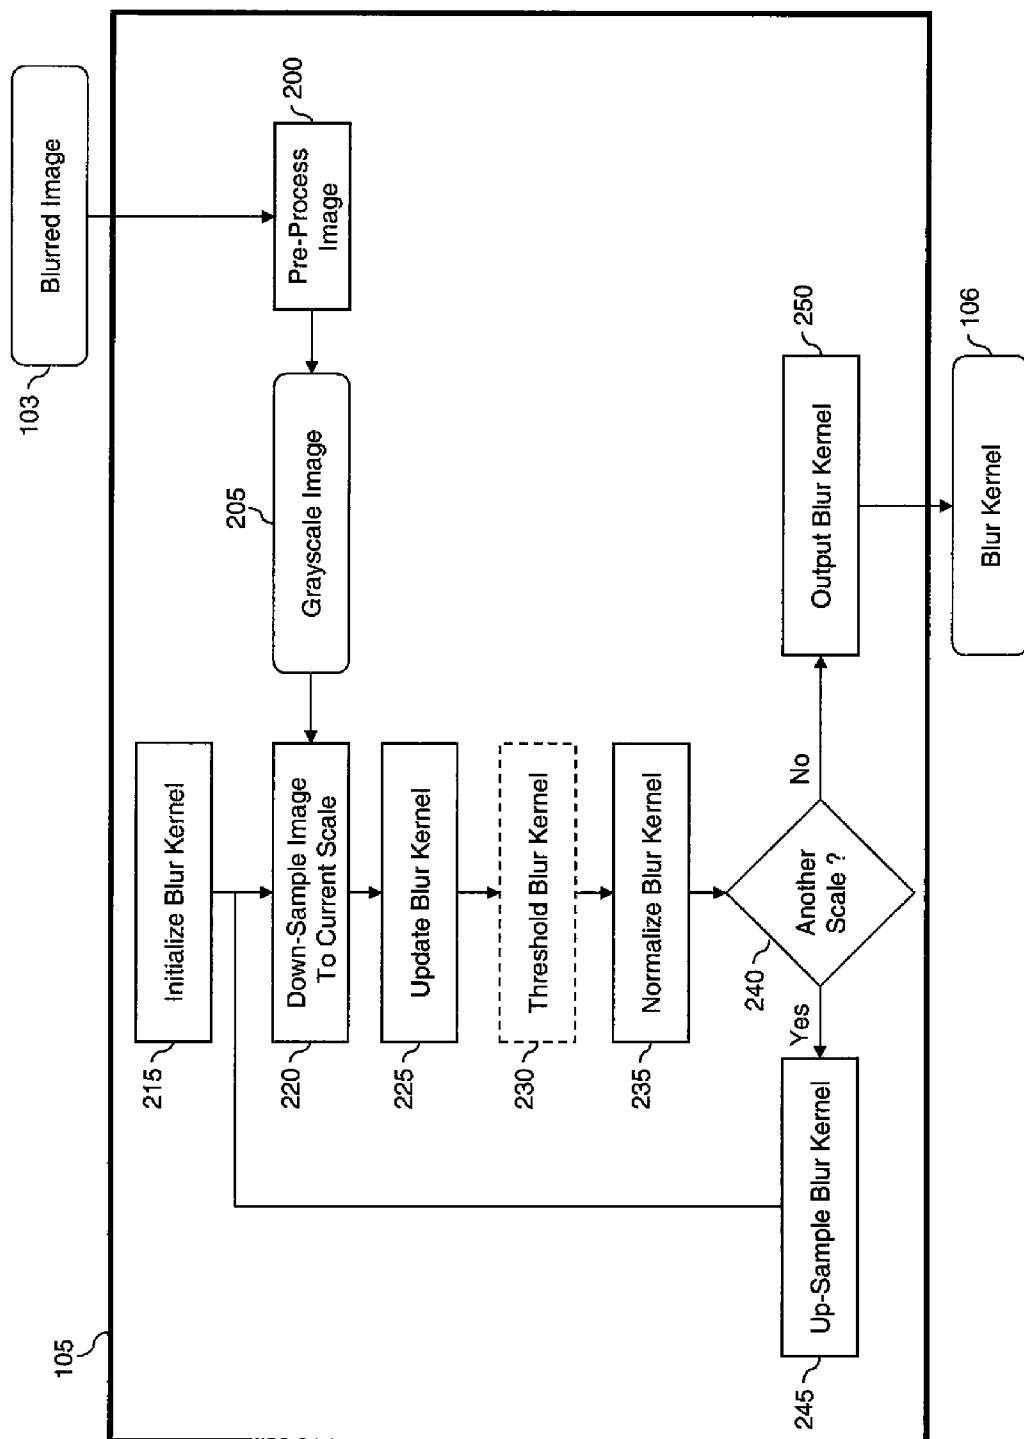 105
Blurred Image
103
Pre-Process
Image
200
Grayscale Image
205
Initialize Blur Kernel
215
Down-Sample Image
To Current Scale
220
Update Blur Kernel
225
Threshold Blur Kernel
230
Normalize Blur Kernel
235
Another
Scale ?
240
Yes
No
Up-Sample Blur Kernel
245
Output Blur Kernel
250
Blur Kernel
106